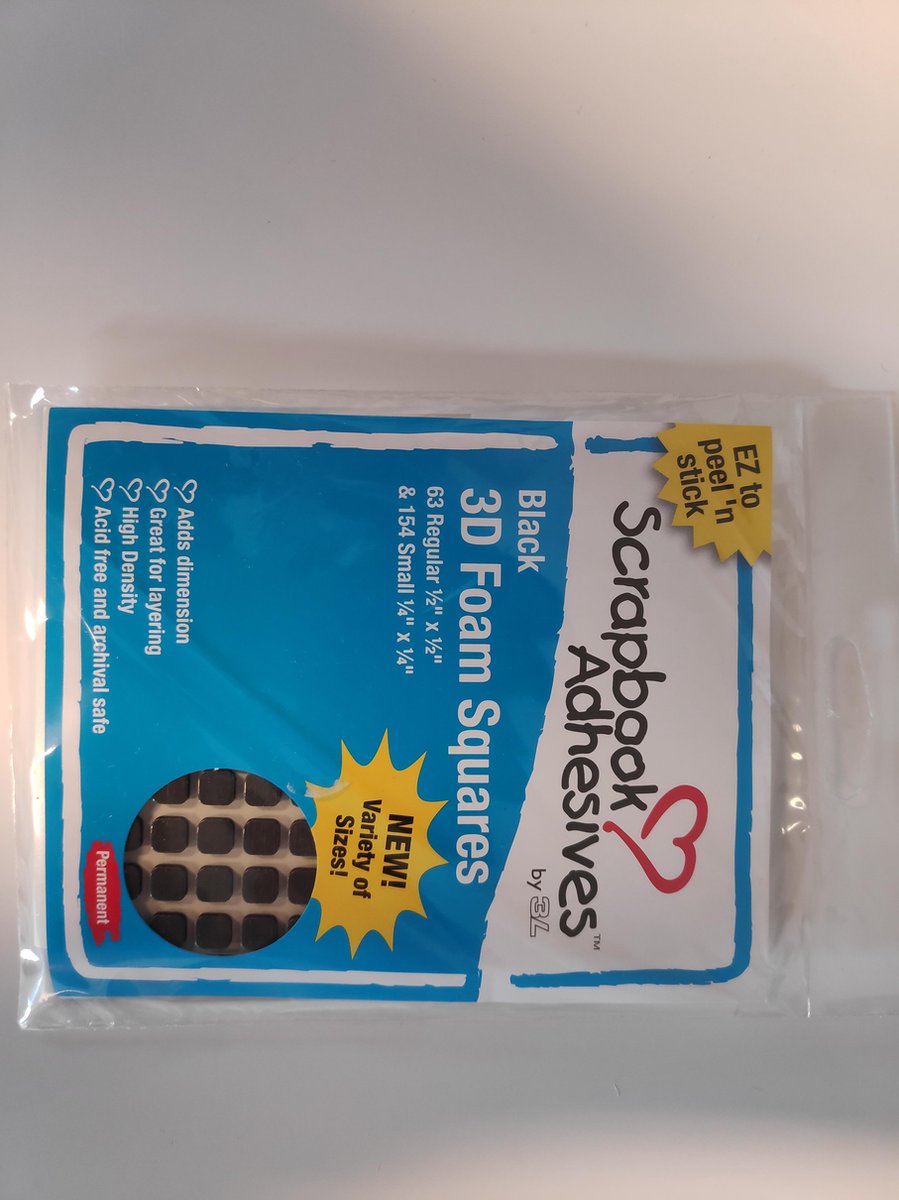 EZ to
peel 'n
stick
Scrapbook
Adhesives™
by 3L
Black
3D Foam Squares
63 Regular ½" x ½"
& 154 Small ¼" x ¼"
NEW!
Variety of
Sizes!
Adds dimension
Great for layering
High Density
Acid free and archival safe
Permanent